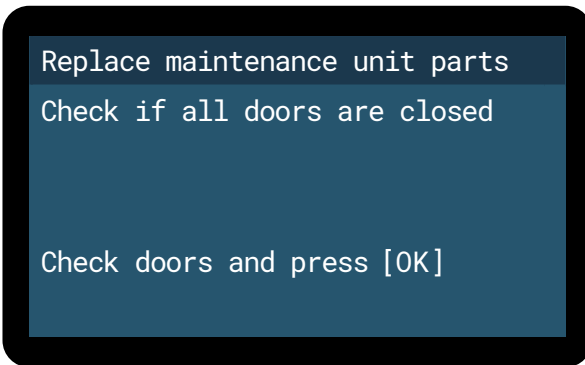 Replace maintenance unit parts
Check if all doors are closed
Check doors and press [OK]